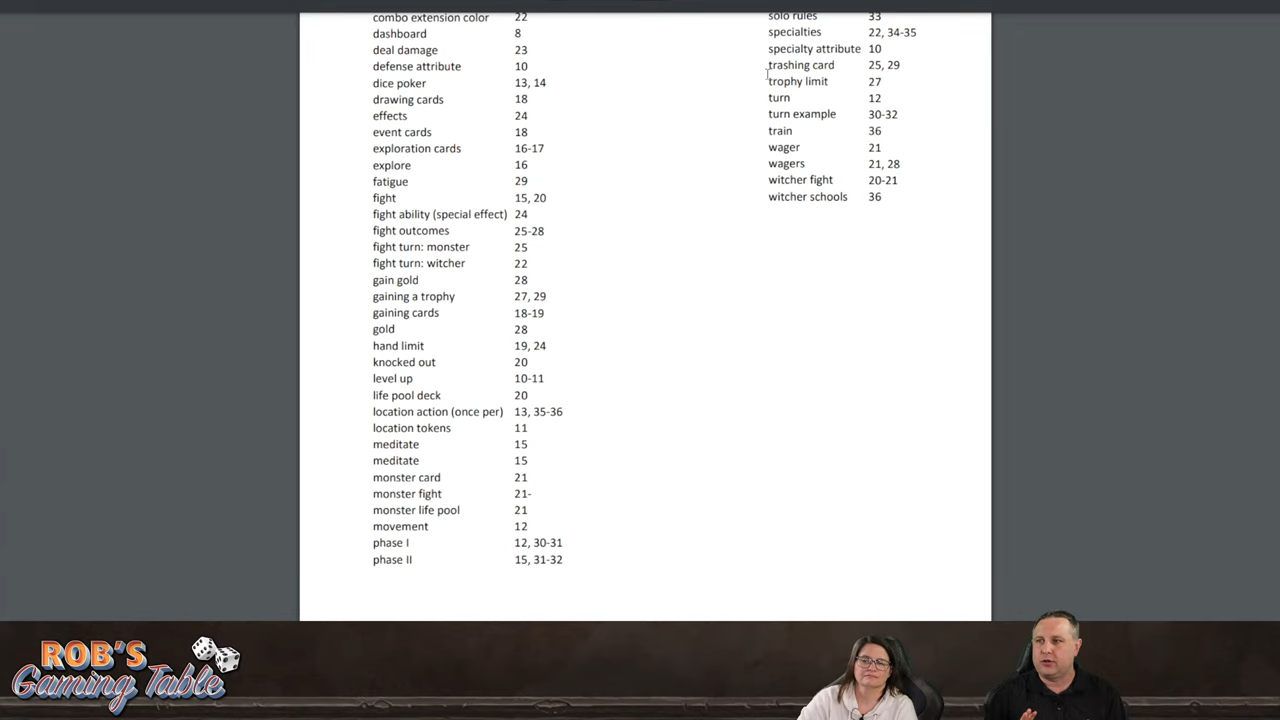 combo extension color 22
dashboard 8
deal damage 23
defense attribute 10
dice poker 13, 14
drawing cards 18
effects 24
event cards 18
exploration cards 16-17
explore 16
fatigue 29
fight 15, 20
fight ability (special effect) 24
fight outcomes 25-28
fight turn: monster 25
fight turn: witcher 22
gain gold 28
gaining a trophy 27, 29
gaining cards 18-19
gold 28
hand limit 19, 24
knocked out 20
level up 10-11
life pool deck 20
location action (once per) 13, 35-36
location tokens 11
meditate 15
meditate 15
monster card 21
monster fight 21-
monster life pool 21
movement 12
phase I 12, 30-31
phase II 15, 31-32
solo rules 33
specialties 22, 34-35
specialty attribute 10
trashing card 25, 29
trophy limit 27
turn 12
turn example 30-32
train 36
wager 21
wagers 21, 28
witcher fight 20-21
witcher schools 36
ROB'S
Gaming Table